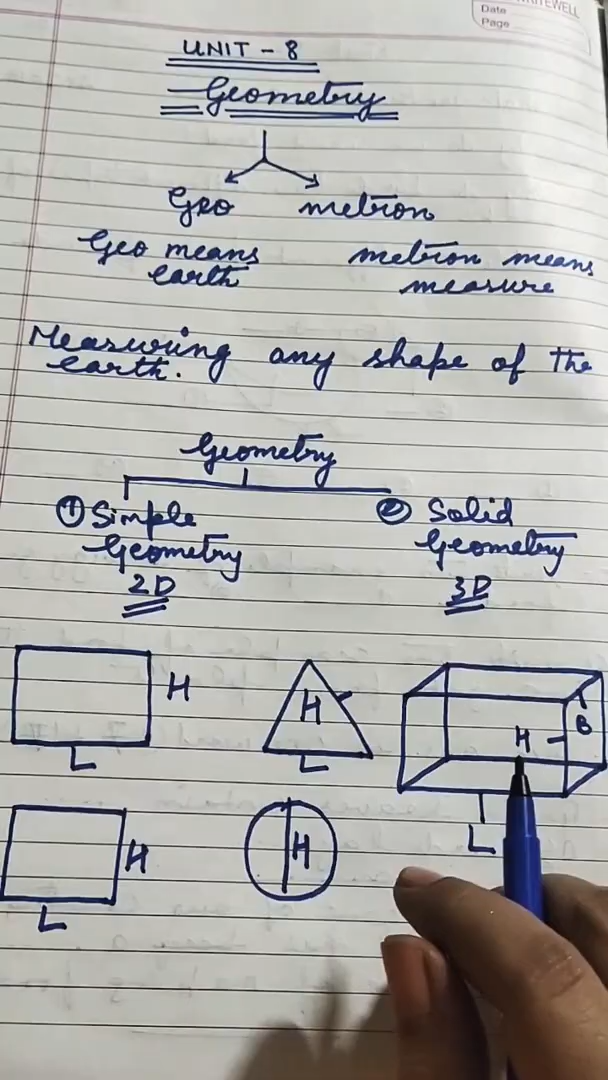 WRITEWELL
Date
Page
UNIT - 8
Geometry
Geo metron
Geo means metron means
earth measure
Measuring any shape of the
earth.
Geometry
① Simple ② Solid
Geometry Geometry
2D 3D
H H B
H
L L
L
H H
L